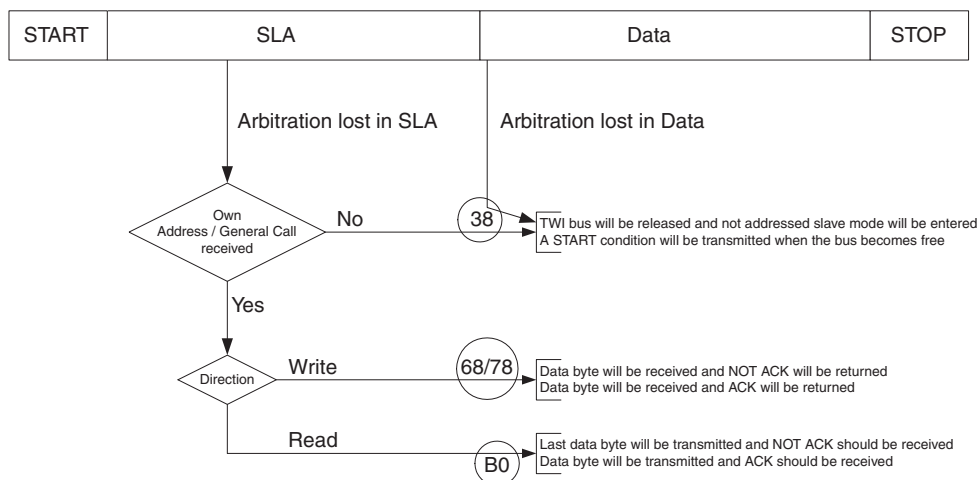 START
SLA
Data
STOP
Arbitration lost in SLA
Arbitration lost in Data
Own
Address / General Call
received
No
38
TWI bus will be released and not addressed slave mode will be entered
A START condition will be transmitted when the bus becomes free
Yes
Direction
Write
68/78
Data byte will be received and NOT ACK will be returned
Data byte will be received and ACK will be returned
Read
B0
Last data byte will be transmitted and NOT ACK should be received
Data byte will be transmitted and ACK should be received